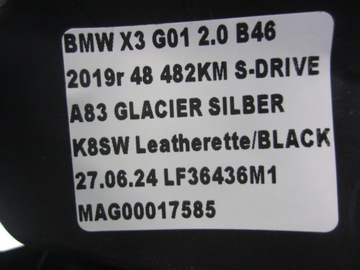 BMW X3 G01 2.0 B46
2019r 48 482KM S-DRIVE
A83 GLACIER SILBER
K8SW Leatherette/BLACK
27.06.24 LF36436M1
MAG00017585